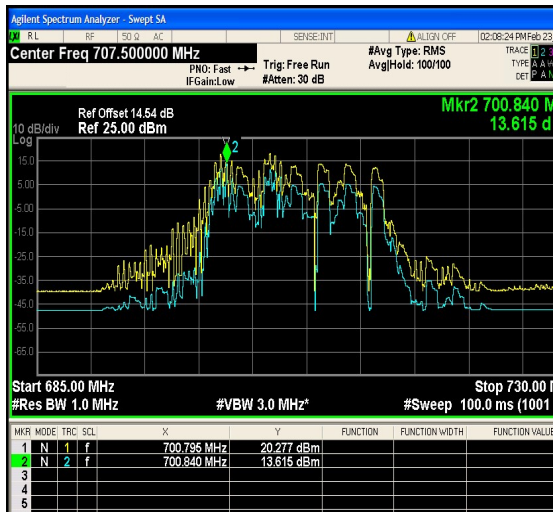 Agilent Spectrum Analyzer - Swept SA
LXI RL RF 50 Ω AC SENSE:INT ALIGN OFF 02:08:24 PM Feb 23
Center Freq 707.500000 MHz
PNO: Fast
IFGain:Low
Trig: Free Run
#Atten: 30 dB
#Avg Type: RMS
Avg|Hold: 100/100
TRACE 1 2 3
TYPE A A W
DET P A N
Ref Offset 14.54 dB
10 dB/div Ref 25.00 dBm
Log
Mkr2 700.840 M
13.615 d
2
15.0
5.00
-5.00
-15.0
-25.0
-35.0
-45.0
-55.0
-65.0
Start 685.00 MHz Stop 730.00
#Res BW 1.0 MHz #VBW 3.0 MHz* #Sweep 100.0 ms (1001
MKR MODE TRC SCL X Y FUNCTION FUNCTION WIDTH FUNCTION VALUE
1 N 1 f 700.795 MHz 20.277 dBm
2 N 2 f 700.840 MHz 13.615 dBm
3
4
5